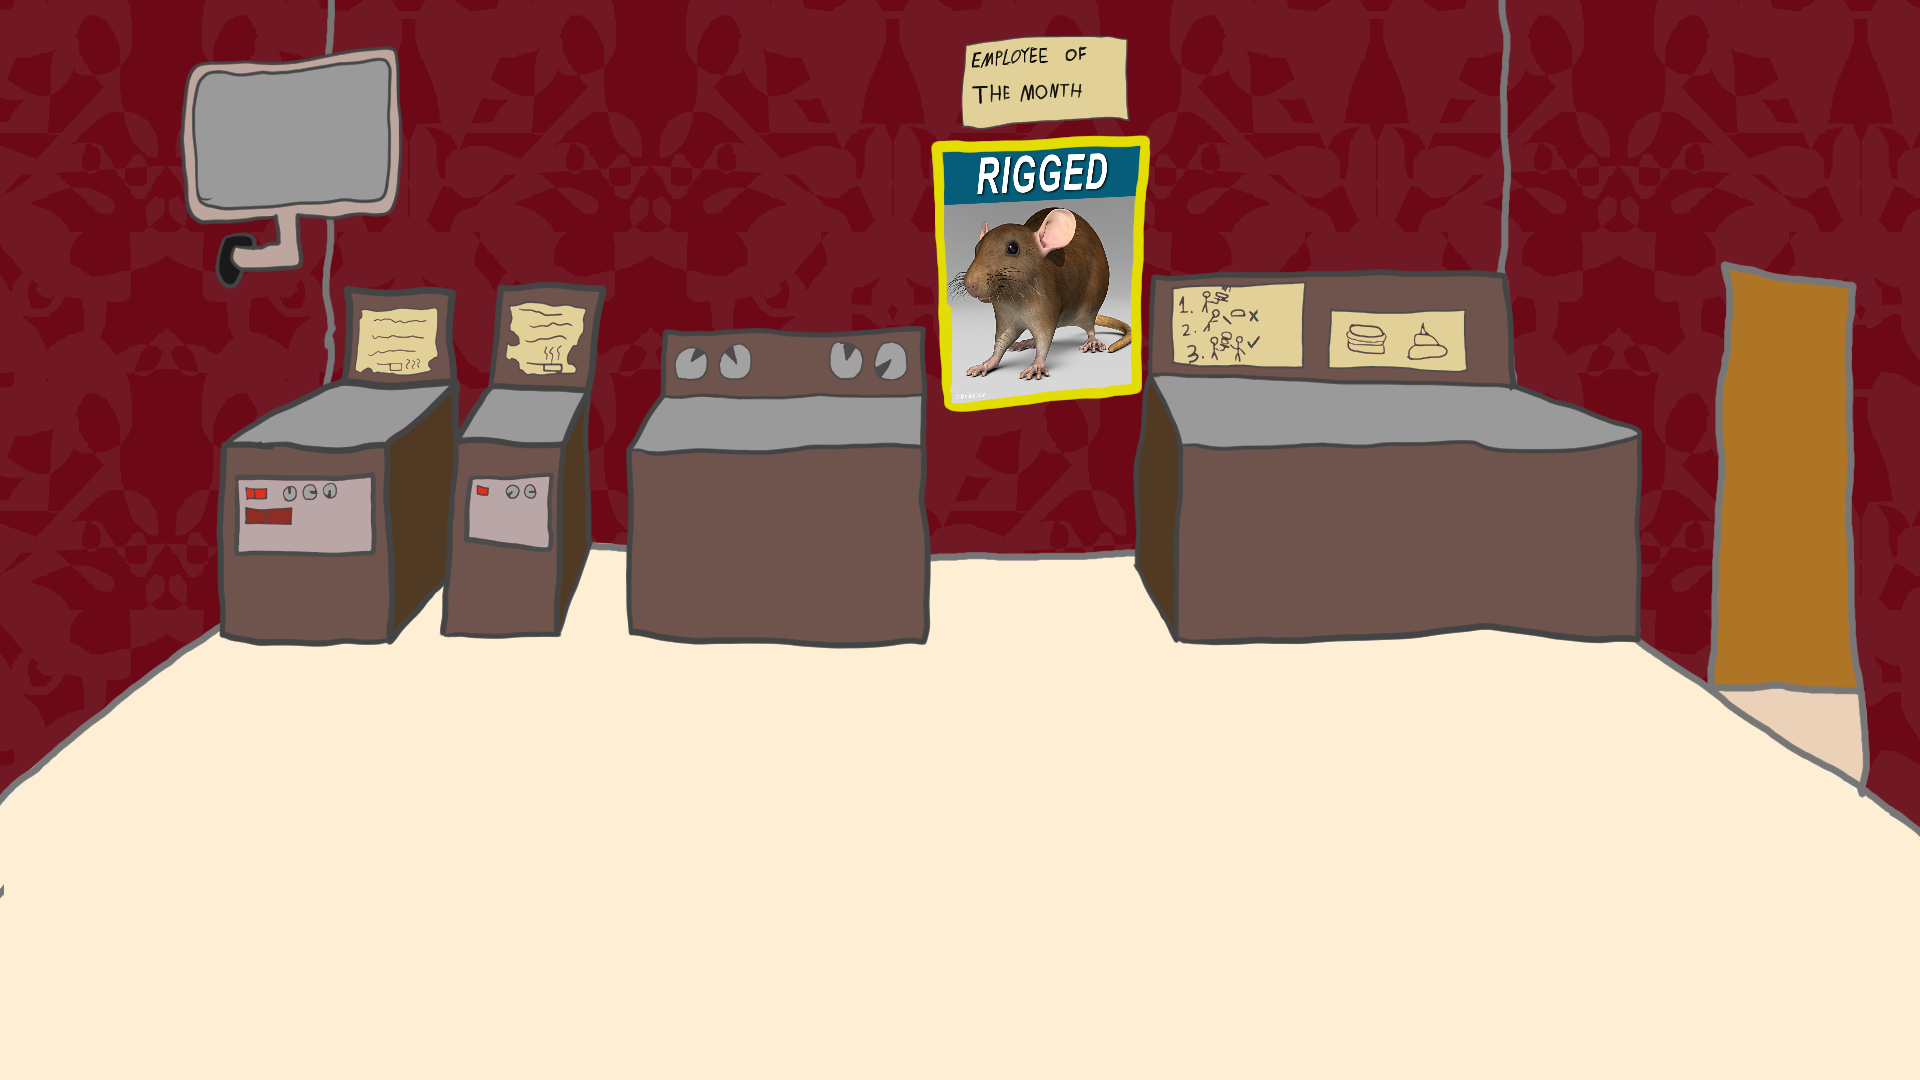 EMPLOYEE OF
THE MONTH
RIGGED
1.
2. x
3.